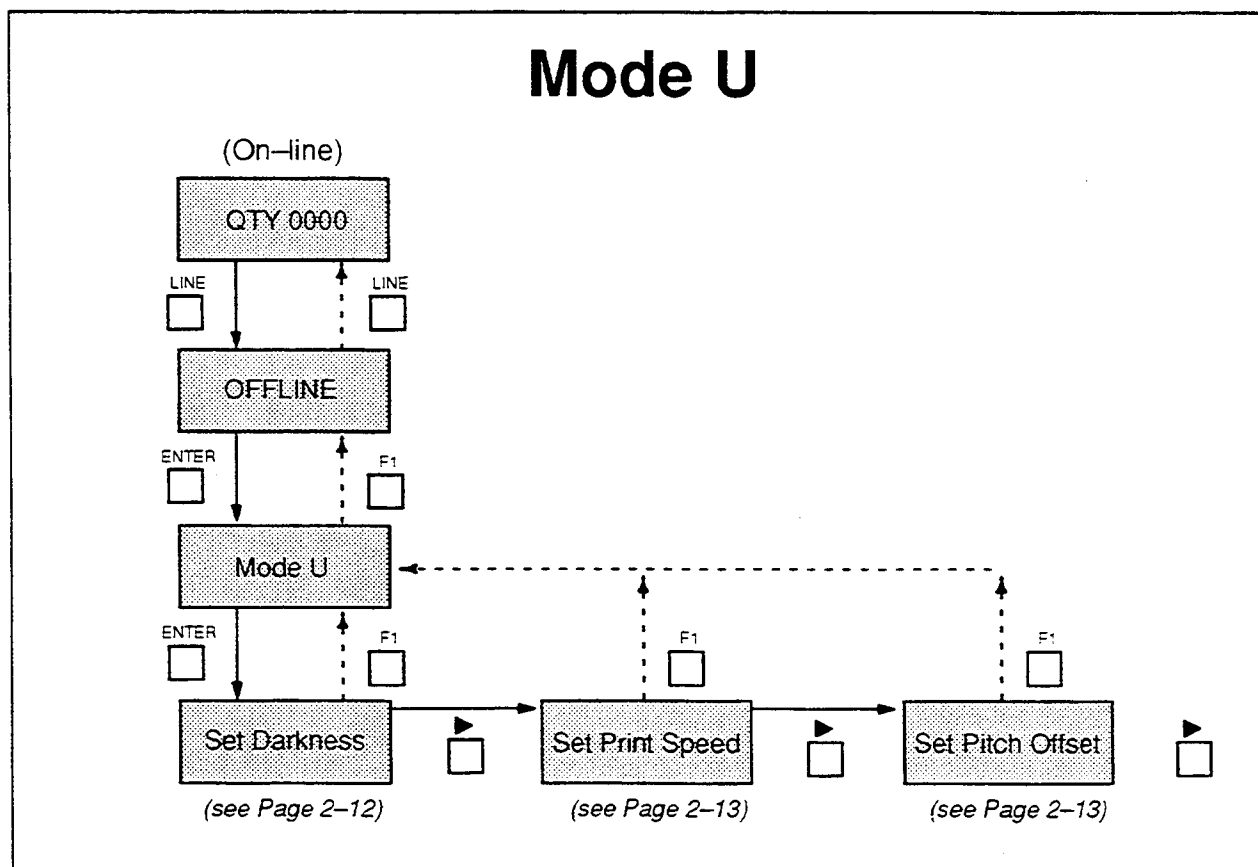 Mode U
(On–line)
QTY 0000
LINE
LINE
OFFLINE
ENTER
F1
Mode U
ENTER
F1
F1
F1
Set Darkness
Set Print Speed
Set Pitch Offset
(see Page 2–12)
(see Page 2–13)
(see Page 2–13)